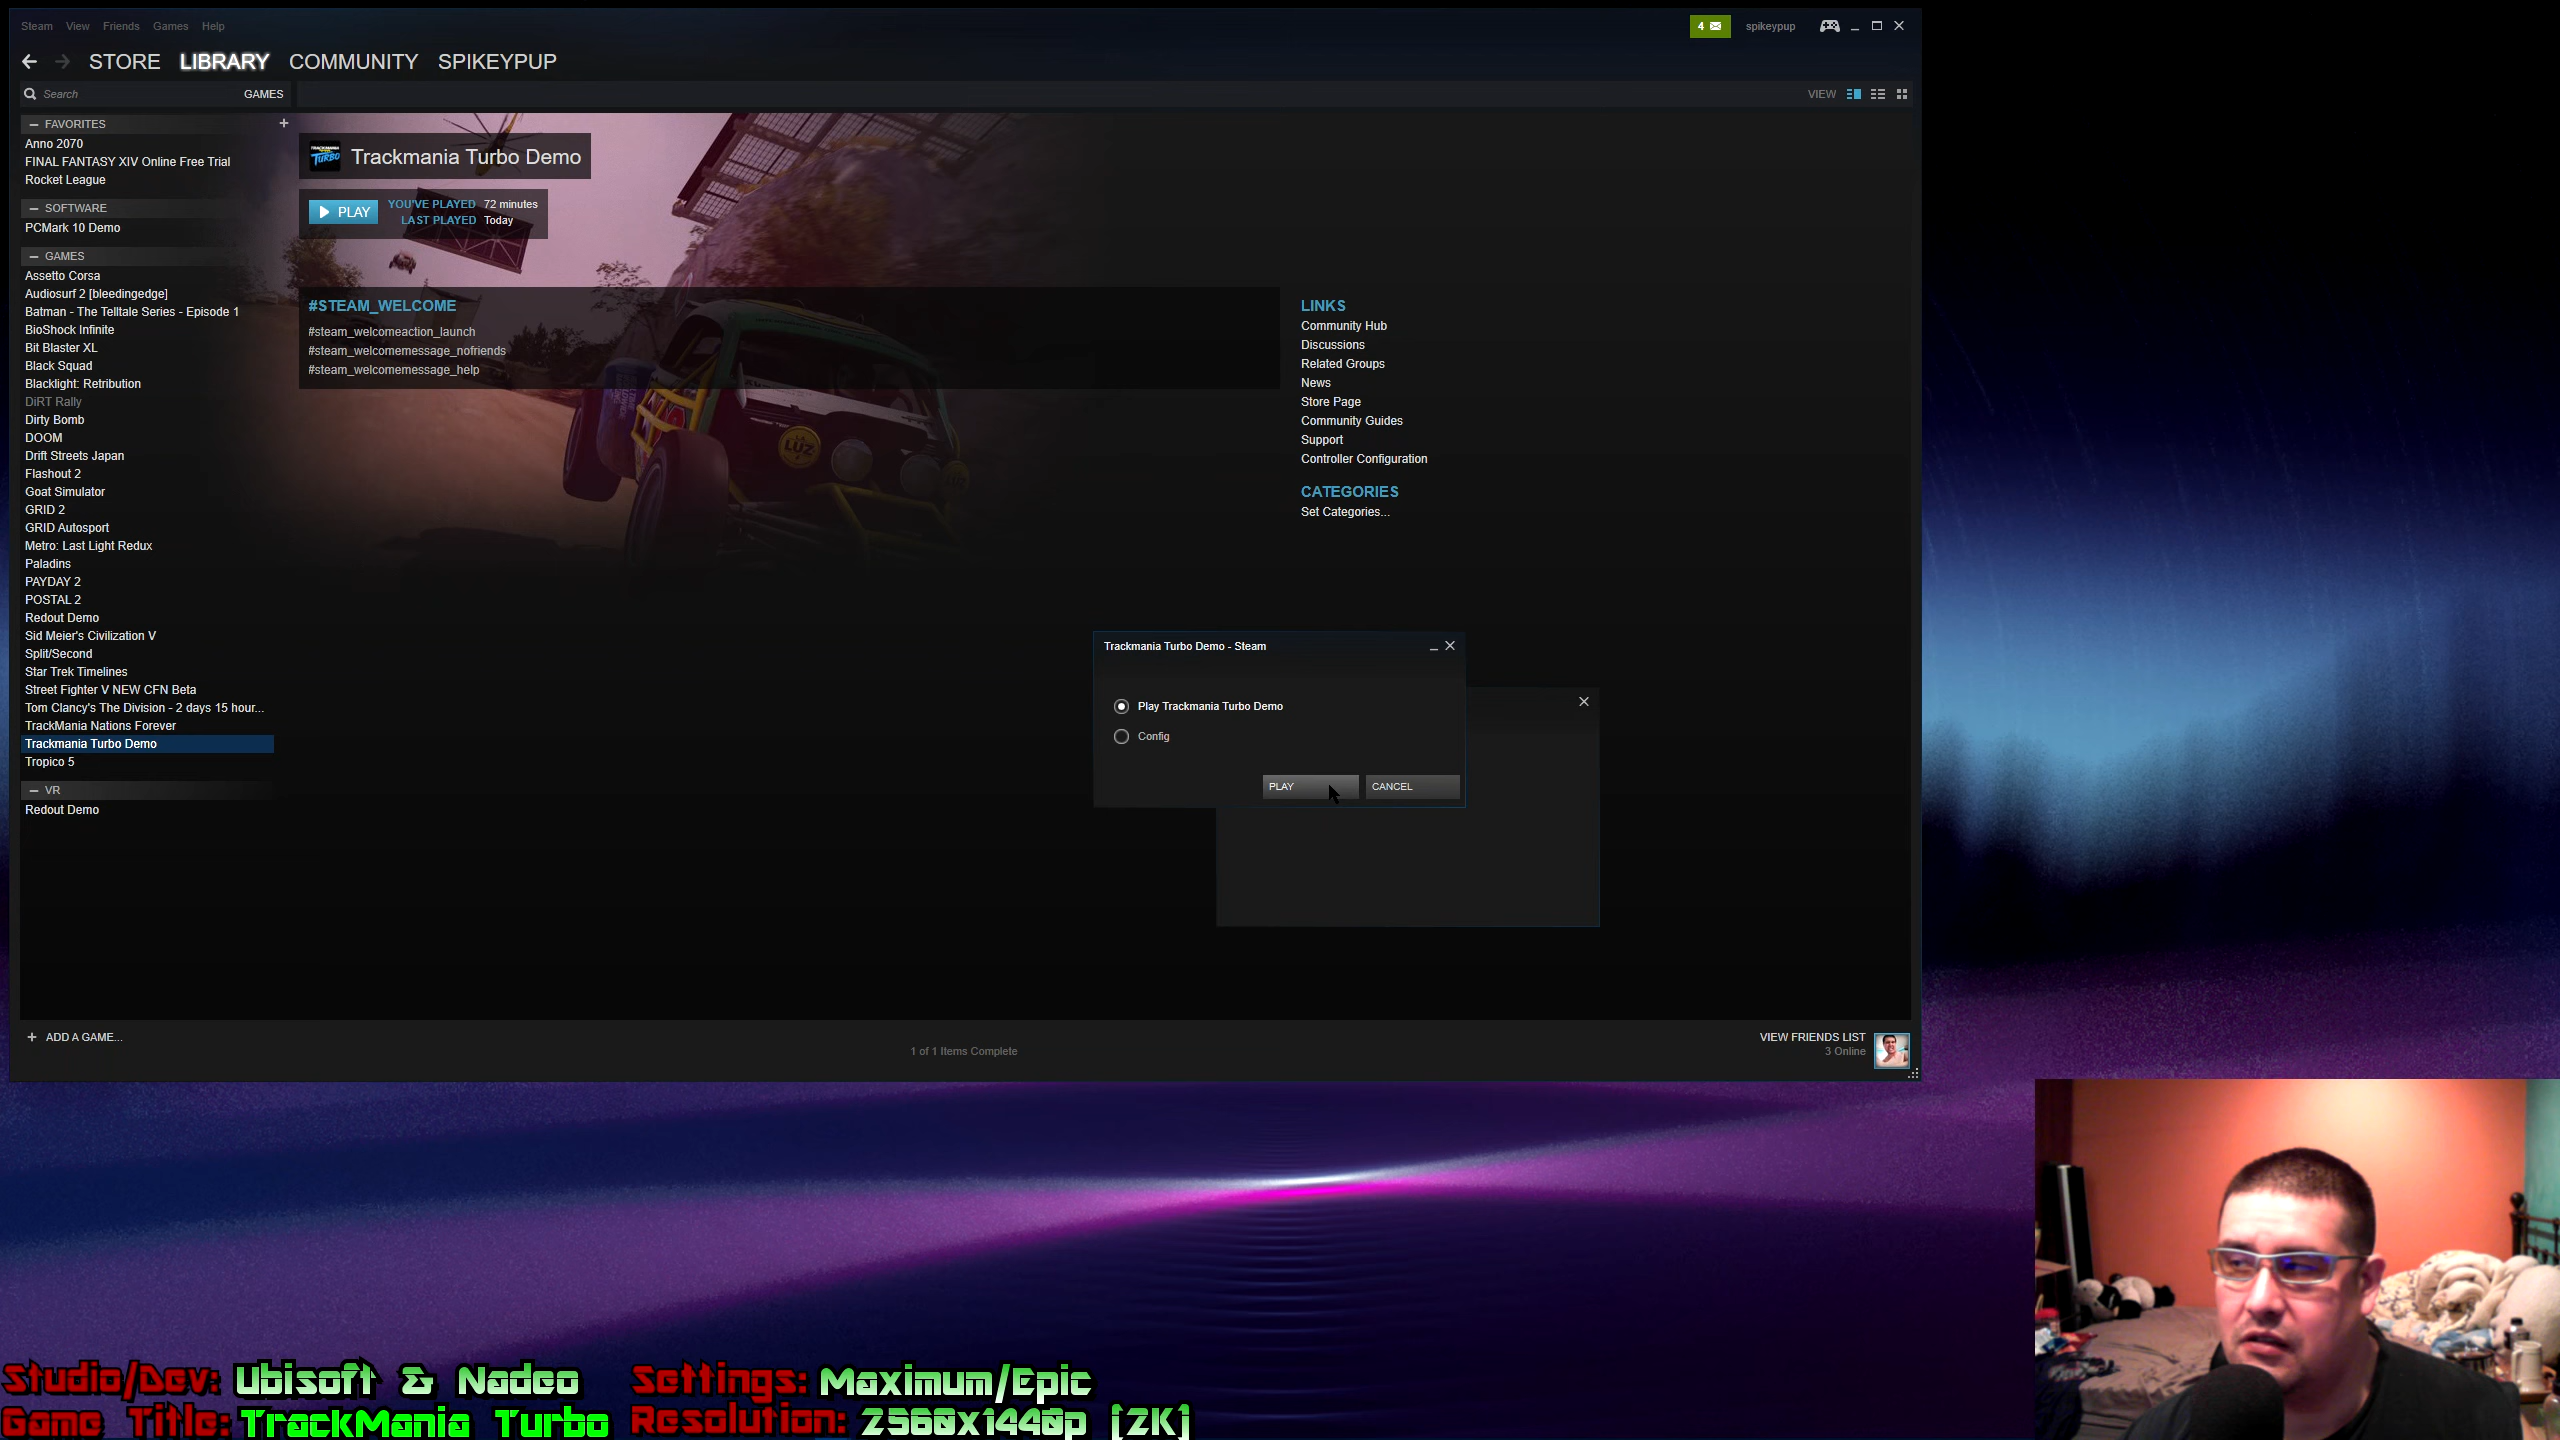 Steam View Friends Games Help
4 spikeypup
STORE LIBRARY COMMUNITY SPIKEYPUP
Search GAMES
VIEW
FAVORITES
Anno 2070
FINAL FANTASY XIV Online Free Trial
Rocket League
SOFTWARE
PCMark 10 Demo
GAMES
Assetto Corsa
Audiosurf 2 [bleedingedge]
Batman - The Telltale Series - Episode 1
BioShock Infinite
Bit Blaster XL
Black Squad
Blacklight: Retribution
DiRT Rally
Dirty Bomb
DOOM
Drift Streets Japan
Flashout 2
Goat Simulator
GRID 2
GRID Autosport
Metro: Last Light Redux
Paladins
PAYDAY 2
POSTAL 2
Redout Demo
Sid Meier's Civilization V
Split/Second
Star Trek Timelines
Street Fighter V NEW CFN Beta
Tom Clancy's The Division - 2 days 15 hour...
TrackMania Nations Forever
Trackmania Turbo Demo
Tropico 5
VR
Redout Demo
TRACKMANIA TURBO
Trackmania Turbo Demo
PLAY
YOU'VE PLAYED 72 minutes
LAST PLAYED Today
#STEAM_WELCOME
#steam_welcomeaction_launch
#steam_welcomemessage_nofriends
#steam_welcomemessage_help
LUZ
LINKS
Community Hub
Discussions
Related Groups
News
Store Page
Community Guides
Support
Controller Configuration
CATEGORIES
Set Categories...
Trackmania Turbo Demo - Steam
Play Trackmania Turbo Demo
Config
PLAY CANCEL
ADD A GAME...
1 of 1 Items Complete
VIEW FRIENDS LIST
3 Online
Studio/Dev: Ubisoft & Nadeo Settings: Maximum/Epic
Game Title: TrackMania Turbo Resolution: 2560x1440p [2K]